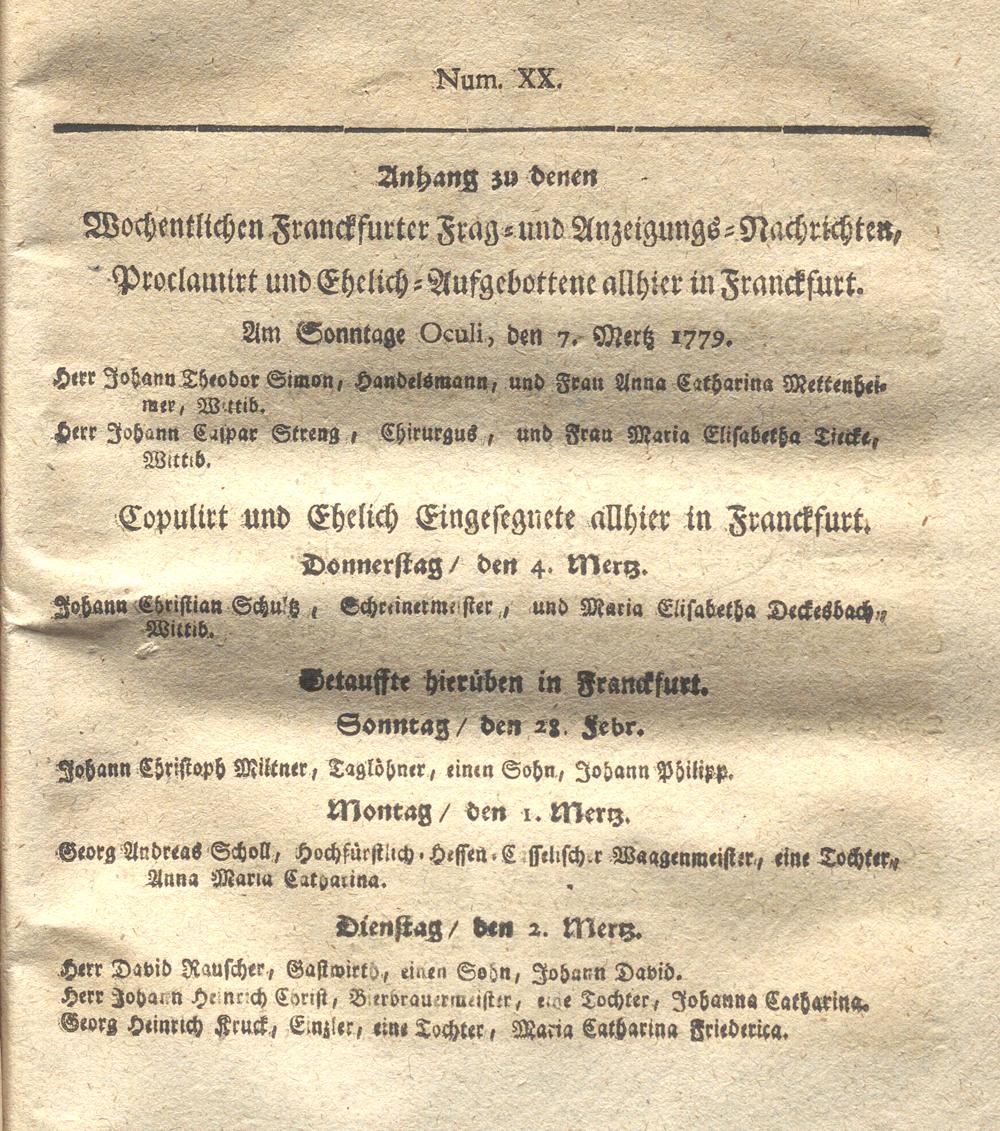 Num. XX.
Anhang zu denen
Wochentlichen Franckfurter Frag- und Anzeigungs-Nachrichten,
Proclamirt und Ehelich-Aufgebottene allhier in Franckfurt.
Am Sonntage Oculi, den 7. Mertz 1779.
Herr Johann Theodor Simon, Handelsmann, und Frau Anna Catharina Mettenhei-
mer, Wittib.
Herr Johann Caspar Streng, Chirurgus, und Frau Maria Elisabetha Tiecke,
Wittib.
Copulirt und Ehelich Eingesegnete allhier in Franckfurt.
Donnerstag / den 4. Mertz.
Johann Christian Schultz, Schreinermeister, und Maria Elisabetha Deckesbach,
Wittib.
Getauffte hierüben in Franckfurt.
Sonntag / den 28. Febr.
Johann Christoph Miltner, Taglöhner, einen Sohn, Johann Philipp.
Montag / den 1. Mertz.
Georg Andreas Scholl, Hochfürstlich-Hessen-Casselischer Waagenmeister, eine Tochter,
Anna Maria Catharina.
Dienstag / den 2. Mertz.
Herr David Rauscher, Gastwirth, einen Sohn, Johann David.
Herr Johann Heinrich Christ, Bierbrauermeister, eine Tochter, Johanna Catharina.
Georg Heinrich Kruck, Einzler, eine Tochter, Maria Catharina Friederica.